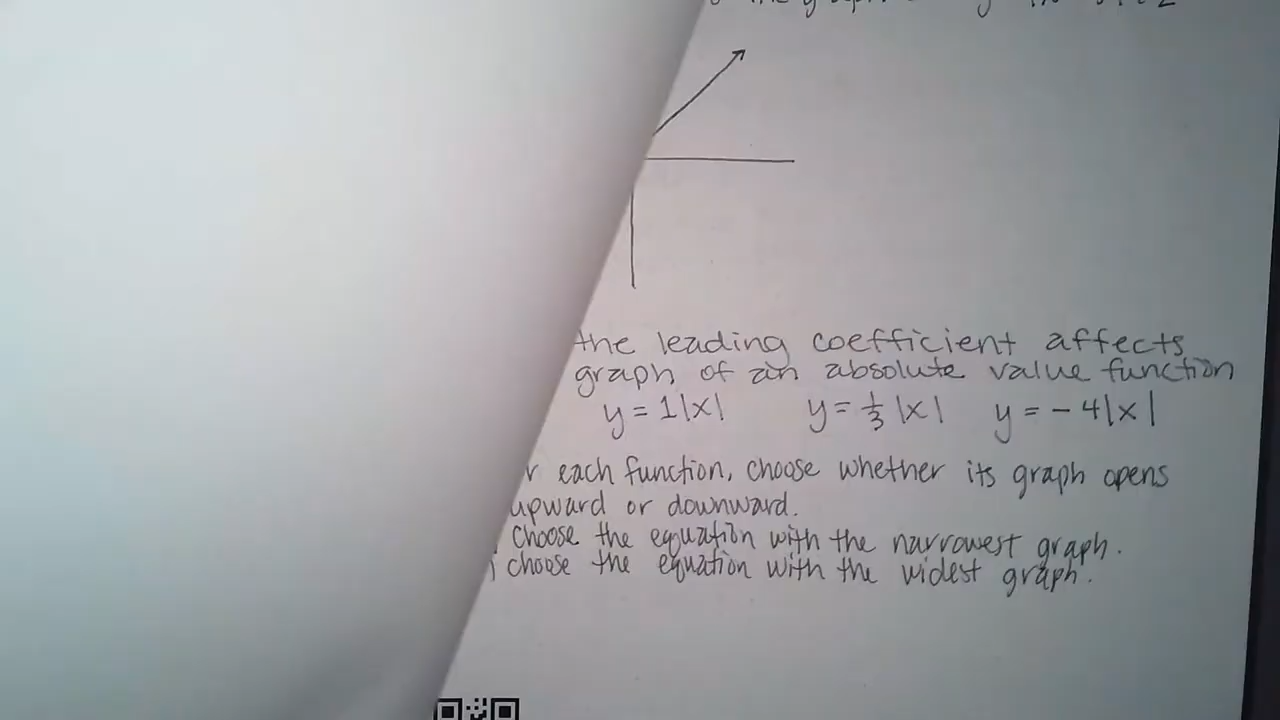 the leading coefficient affects
graph of an absolute value function
y = 1|x| y = 1/3 |x| y = -4|x|
each function, choose whether its graph opens
upward or downward.
choose the equation with the narrowest graph.
choose the equation with the widest graph.